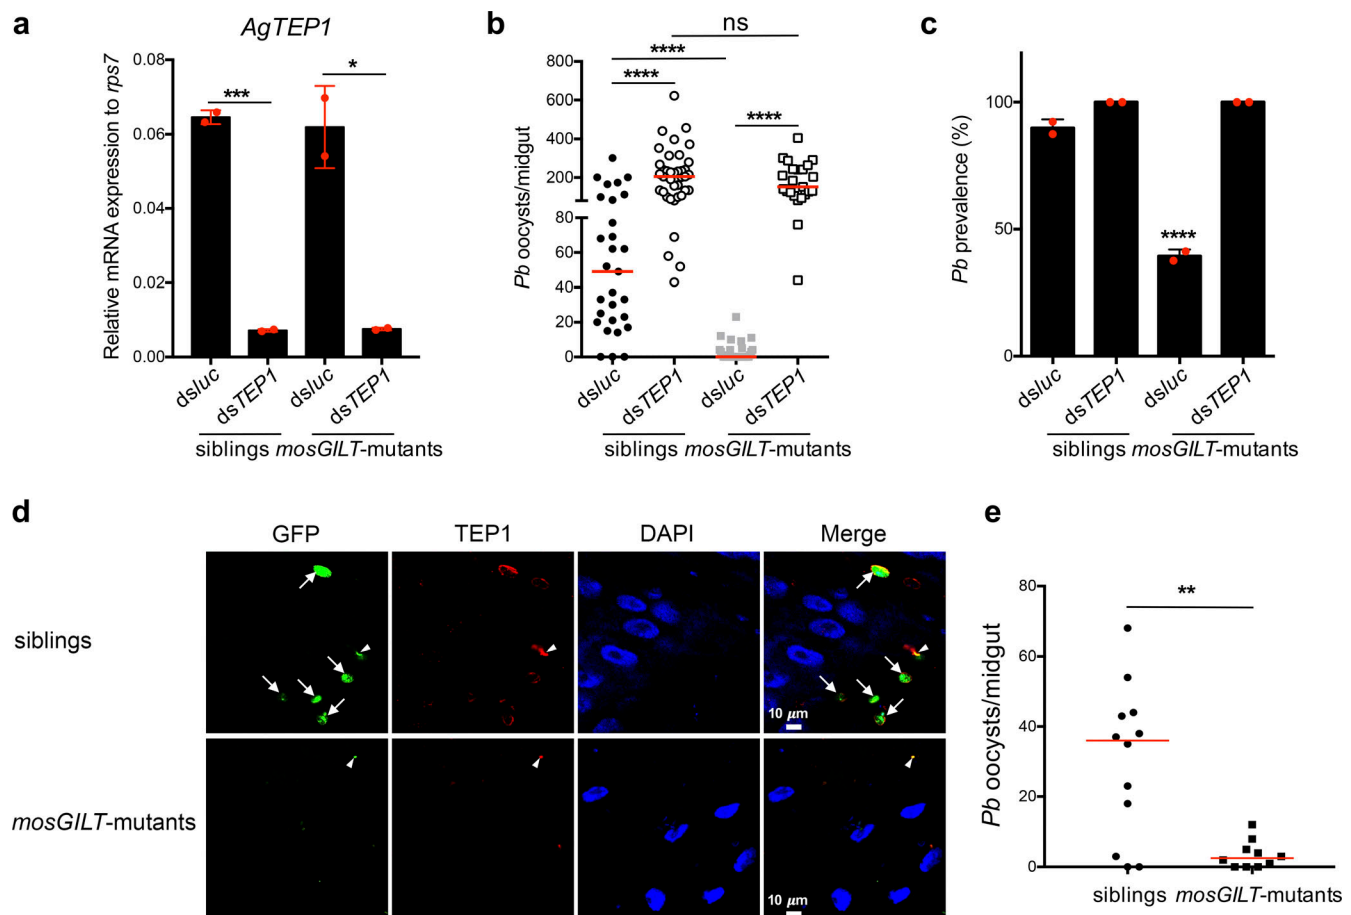 a
AgTEP1
Relative mRNA expression to rps7
0.08
0.06
0.04
0.02
0.00
***
*
dsluc
dsTEP1
dsluc
dsTEP1
siblings mosGILT-mutants
b
ns
****
****
****
Pb oocysts/midgut
800
600
400
200
80
60
40
20
0
dsluc
dsTEP1
dsluc
dsTEP1
siblings mosGILT-mutants
c
Pb prevalence (%)
100
50
0
****
dsluc
dsTEP1
dsluc
dsTEP1
siblings mosGILT-mutants
d
GFP TEP1 DAPI Merge
siblings
10 μm
mosGILT-mutants
10 μm
e
Pb oocysts/midgut
80
60
40
20
0
**
siblings mosGILT-mutants